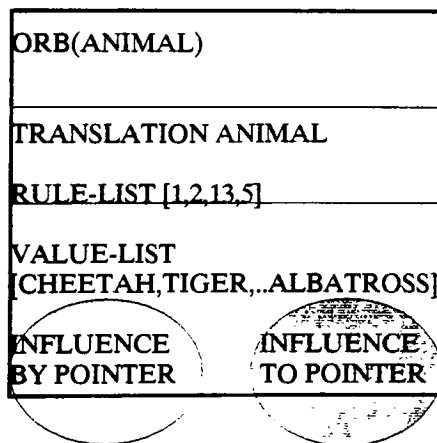 ORB(ANIMAL)
TRANSLATION ANIMAL
RULE-LIST [1,2,13,5]
VALUE-LIST
[CHEETAH,TIGER,..ALBATROSS]
INFLUENCE INFLUENCE
BY POINTER TO POINTER